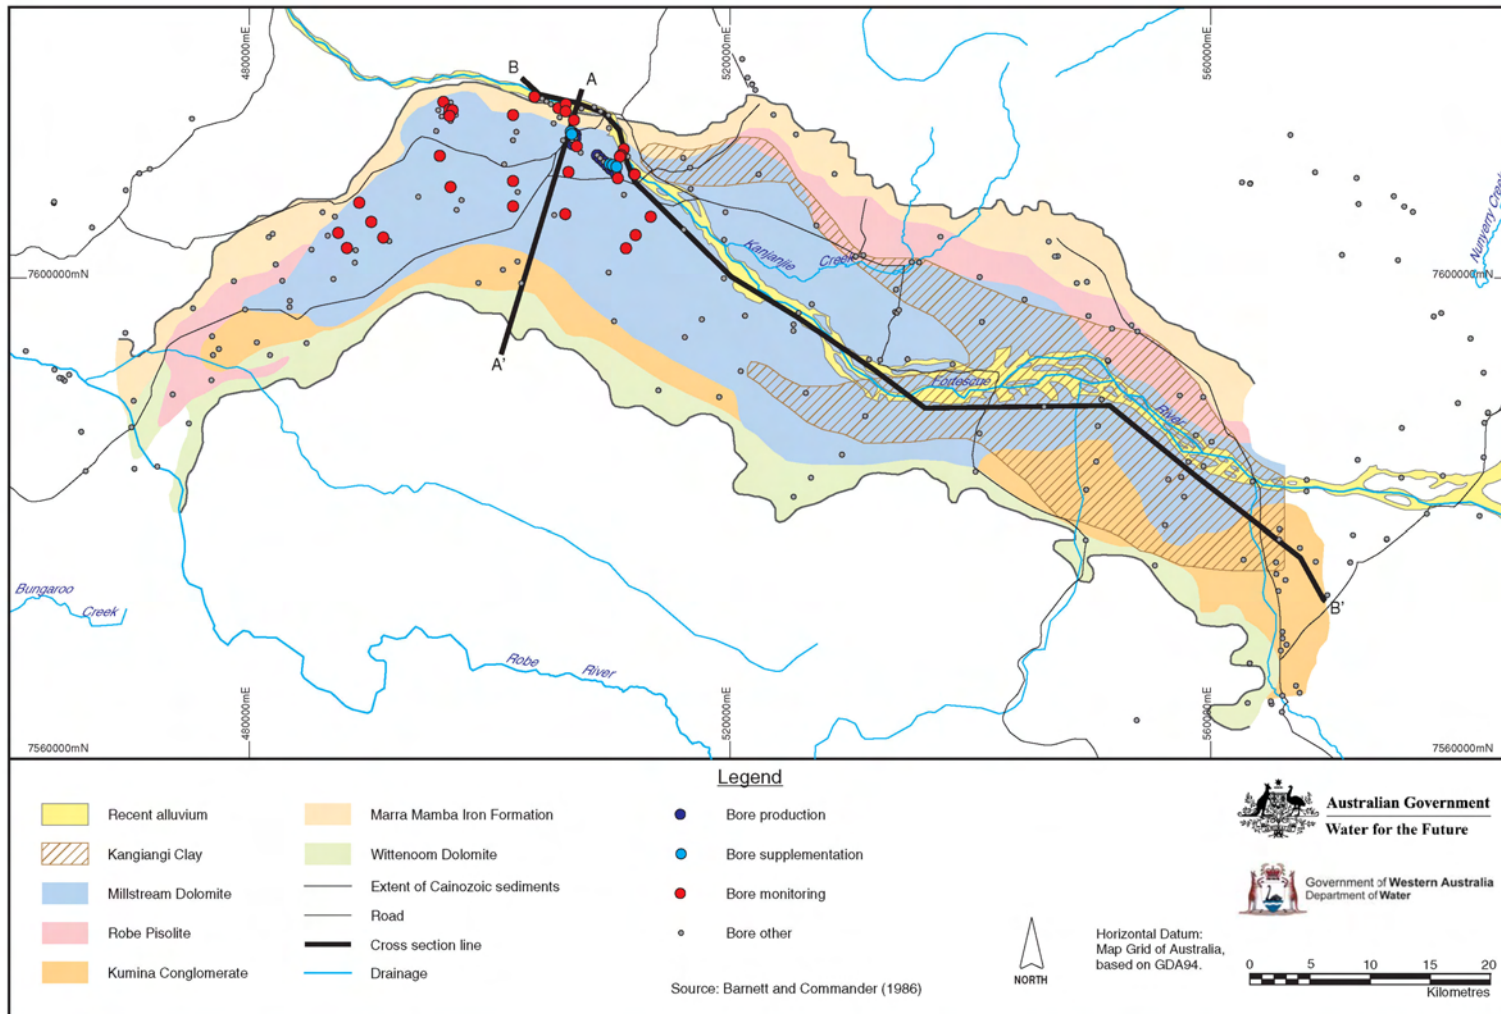 480000mE
520000mE
560000mE
B
A
Nunyerry Creek
Kanjanjie
Creek
7600000mN
7600000mN
A'
Fortescue
River
Bungaroo
Creek
B'
Robe
River
480000mE
520000mE
560000mE
7560000mN
7560000mN
Legend
Recent alluvium
Kangiangi Clay
Millstream Dolomite
Robe Pisolite
Kumina Conglomerate
Marra Mamba Iron Formation
Wittenoom Dolomite
Extent of Cainozoic sediments
Road
Cross section line
Drainage
Bore production
Bore supplementation
Bore monitoring
Bore other
Source: Barnett and Commander (1986)
NORTH
Horizontal Datum:
Map Grid of Australia,
based on GDA94.
Australian Government
Water for the Future
Government of Western Australia
Department of Water
0 5 10 15 20
Kilometres